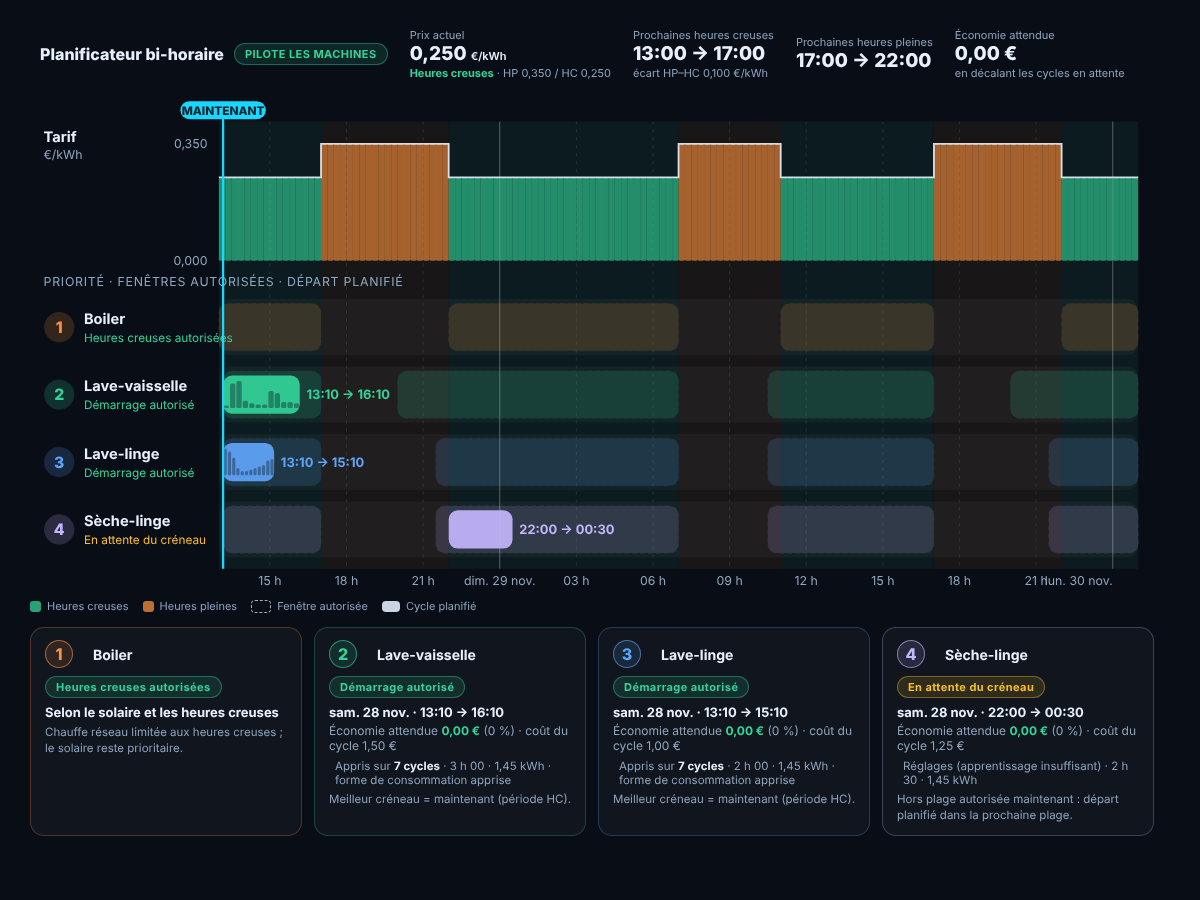 Planificateur bi-horaire
PILOTE LES MACHINES
Prix actuel
0,250 €/kWh
Heures creuses · HP 0,350 / HC 0,250
Prochaines heures creuses
13:00 → 17:00
écart HP–HC 0,100 €/kWh
Prochaines heures pleines
17:00 → 22:00
Économie attendue
0,00 €
en décalant les cycles en attente
MAINTENANT
Tarif
€/kWh
0,350
0,000
PRIORITÉ · FENÊTRES AUTORISÉES · DÉPART PLANIFIÉ
1
Boiler
Heures creuses autorisées
2
Lave-vaisselle
Démarrage autorisé
13:10 → 16:10
3
Lave-linge
Démarrage autorisé
13:10 → 15:10
4
Sèche-linge
En attente du créneau
22:00 → 00:30
15 h
18 h
21 h
dim. 29 nov.
03 h
06 h
09 h
12 h
15 h
18 h
21 h
lun. 30 nov.
Heures creuses
Heures pleines
Fenêtre autorisée
Cycle planifié
1
Boiler
Heures creuses autorisées
Selon le solaire et les heures creuses
Chauffe réseau limitée aux heures creuses ;
le solaire reste prioritaire.
2
Lave-vaisselle
Démarrage autorisé
sam. 28 nov. · 13:10 → 16:10
Économie attendue 0,00 € (0 %) · coût du
cycle 1,50 €
Appris sur 7 cycles · 3 h 00 · 1,45 kWh ·
forme de consommation apprise
Meilleur créneau = maintenant (période HC).
3
Lave-linge
Démarrage autorisé
sam. 28 nov. · 13:10 → 15:10
Économie attendue 0,00 € (0 %) · coût du
cycle 1,00 €
Appris sur 7 cycles · 2 h 00 · 1,45 kWh ·
forme de consommation apprise
Meilleur créneau = maintenant (période HC).
4
Sèche-linge
En attente du créneau
sam. 28 nov. · 22:00 → 00:30
Économie attendue 0,00 € (0 %) · coût du
cycle 1,25 €
Réglages (apprentissage insuffisant) · 2 h
30 · 1,45 kWh
Hors plage autorisée maintenant : départ
planifié dans la prochaine plage.